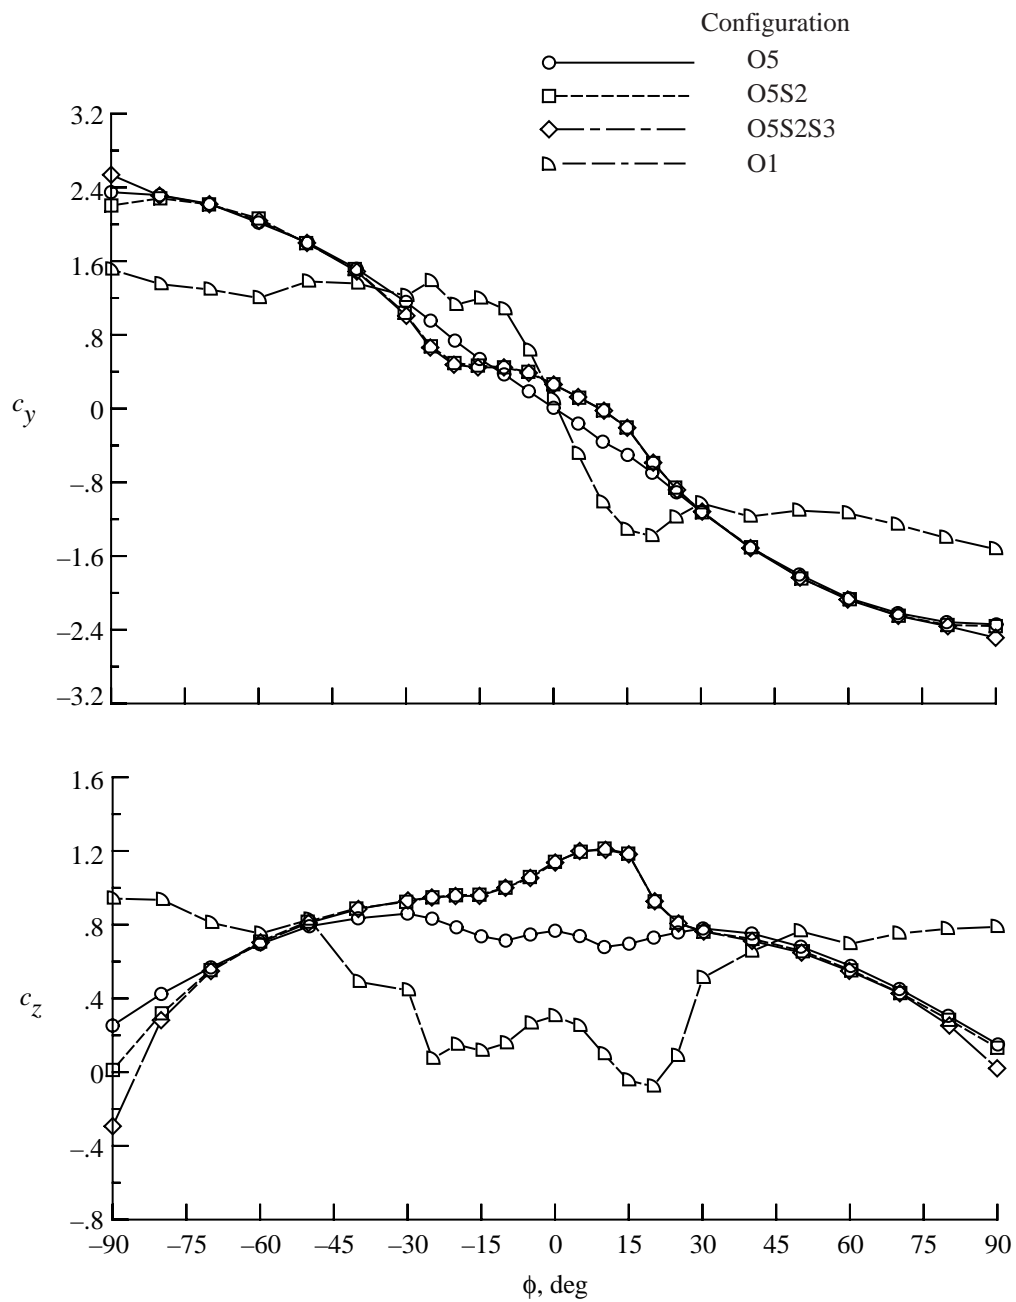 Configuration
O5
O5S2
O5S2S3
O1
3.2
2.4
1.6
.8
0
–.8
–1.6
–2.4
–3.2
c_y
1.6
1.2
.8
.4
0
–.4
–.8
c_z
–90 –75 –60 –45 –30 –15 0 15 30 45 60 75 90
ϕ, deg